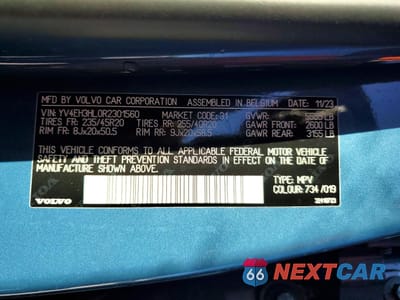 MFD BY VOLVO CAR CORPORATION ASSEMBLED IN BELGIUM DATE: 11/23
VIN: YV4EH3HL0R2301560 MARKET CODE: 31 GVWR: 5585 LB
TIRES FR: 235/45R20 TIRES RR: 255/40R20 GAWR FRONT: 2600 LB
RIM FR: 8Jx20x50.5 RIM RR: 9Jx20x58.5 GAWR REAR: 3155 LB
THIS VEHICLE CONFORMS TO ALL APPLICABLE FEDERAL MOTOR VEHICLE
SAFETY AND THEFT PREVENTION STANDARDS IN EFFECT ON THE DATE OF
MANUFACTURE SHOWN ABOVE.
TYPE: MPV
COLOUR: 734 /019
VOLVO
66 NEXTCAR